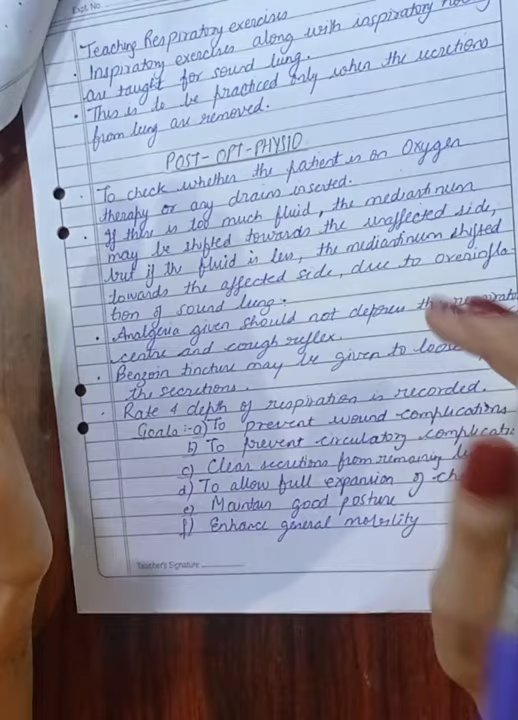 Expt. No.
Teaching Respiratory exercises
. Inspiratory exercises along with inspiratory
are taught for sound lung.
. This is to be practiced only when the secretions
from lung are removed.
POST-OPT-PHYSIO
. To check whether the patient is on Oxygen
therapy or any drains inserted.
. If there is too much fluid, the mediastinum
may be shifted towards the unaffected side,
but if the fluid is less, the mediastinum shifted
towards the affected side, due to overinfla-
tion of sound lung.
. Analgesia given should not depress
centre and cough reflex.
. Benzoin tincture may be given to
the secretions.
. Rate & depth of respiration is recorded.
Goals :- a) To prevent wound complications
b) To prevent circulatory
c) Clear secretions from remaining
d) To allow full expansion of
e) Maintain good posture
f) Enhance general mobility
Teacher's Signature